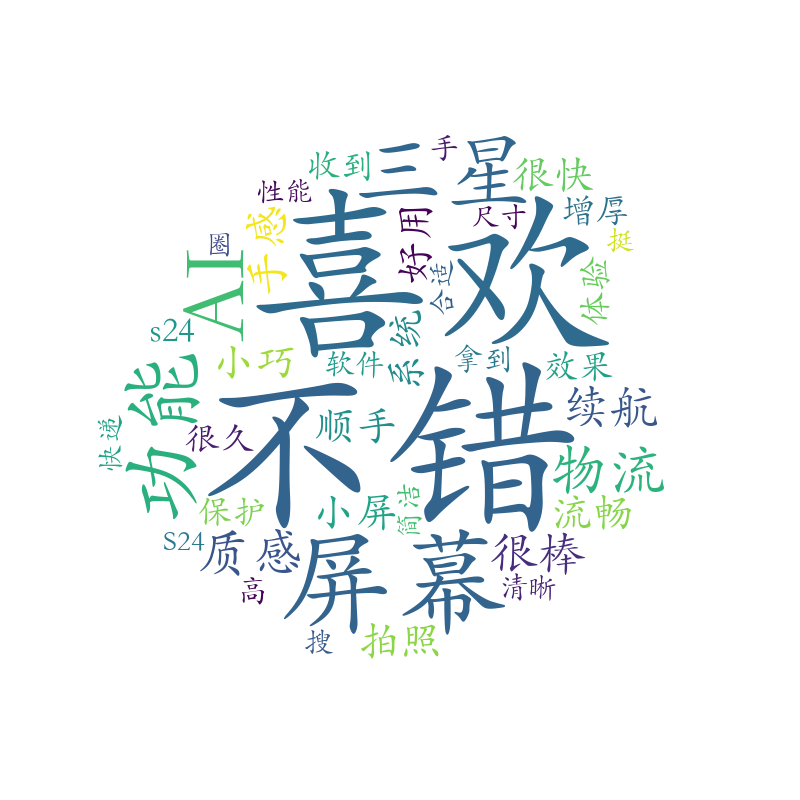 手
三星
收到
很快
性能
喜欢
手感
好用
尺寸
增厚
圈
挺
AI
合适
体验
s24
系统
小巧
软件
拿到
效果
功能
不错
续航
快递
很久
顺手
物流
保护
小屏
简洁
流畅
S24
质感
屏幕
很棒
高
清晰
搜
拍照